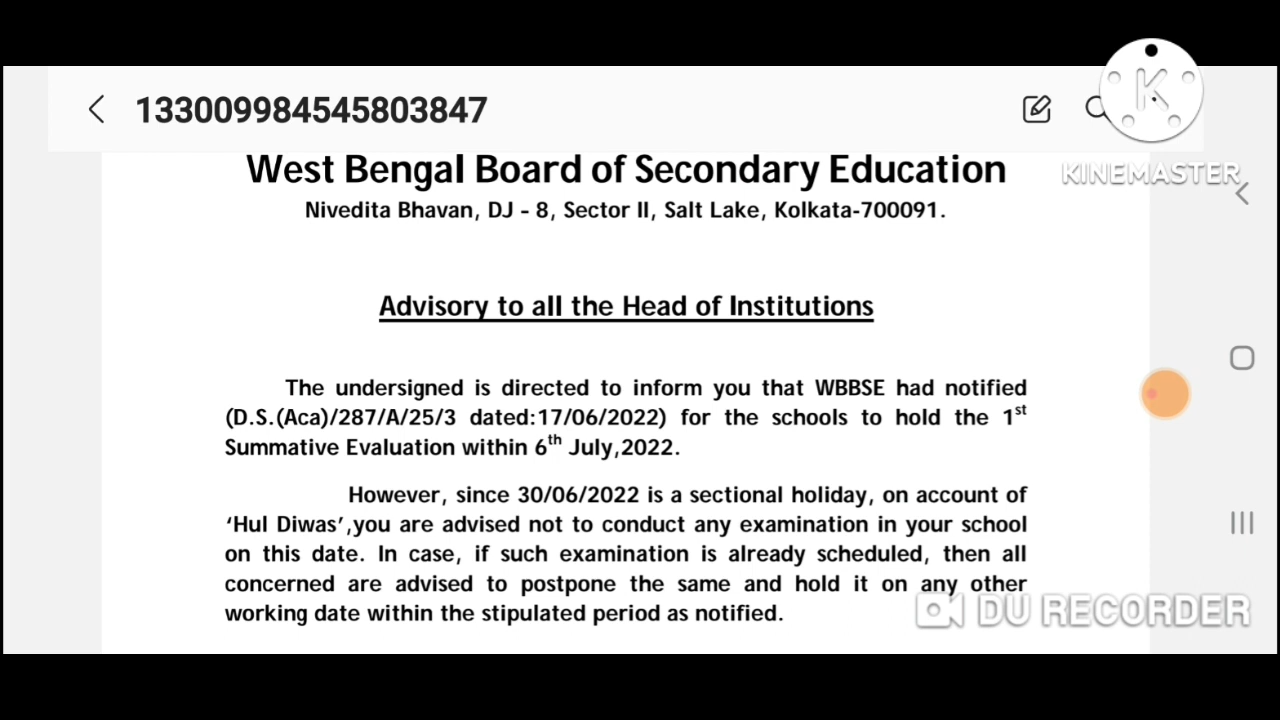 133009984545803847
KINEMASTER
West Bengal Board of Secondary Education
Nivedita Bhavan, DJ - 8, Sector II, Salt Lake, Kolkata-700091.
Advisory to all the Head of Institutions
The undersigned is directed to inform you that WBBSE had notified
(D.S.(Aca)/287/A/25/3 dated:17/06/2022) for the schools to hold the 1st
Summative Evaluation within 6th July,2022.
However, since 30/06/2022 is a sectional holiday, on account of
‘Hul Diwas’,you are advised not to conduct any examination in your school
on this date. In case, if such examination is already scheduled, then all
concerned are advised to postpone the same and hold it on any other
working date within the stipulated period as notified.
DU RECORDER